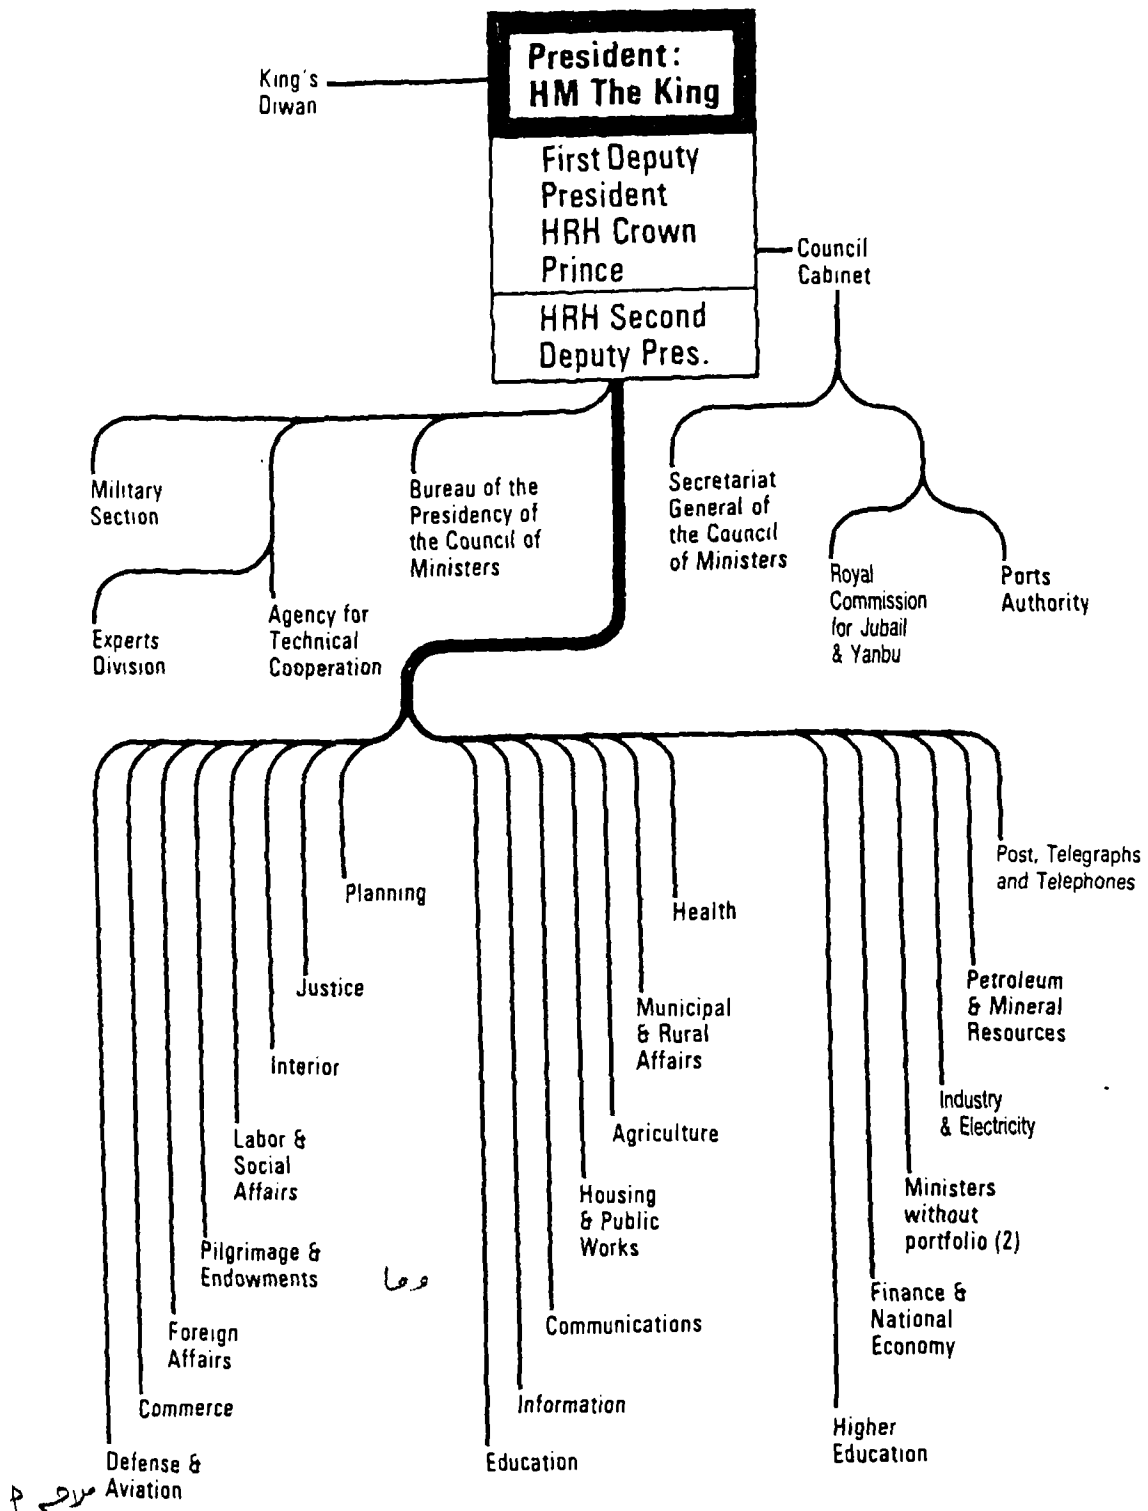 President:
HM The King
King's
Diwan
First Deputy
President
HRH Crown
Prince
Council
Cabinet
HRH Second
Deputy Pres.
Military
Section
Bureau of the
Presidency of
the Council of
Ministers
Secretariat
General of
the Council
of Ministers
Royal
Commission
for Jubail
& Yanbu
Ports
Authority
Experts
Division
Agency for
Technical
Cooperation
Planning
Justice
Interior
Labor &
Social
Affairs
Pilgrimage &
Endowments
Foreign
Affairs
Commerce
Defense &
Aviation
Health
Municipal
& Rural
Affairs
Agriculture
Housing
& Public
Works
Communications
Information
Education
Post, Telegraphs
and Telephones
Petroleum
& Mineral
Resources
Industry
& Electricity
Ministers
without
portfolio (2)
Finance &
National
Economy
Higher
Education